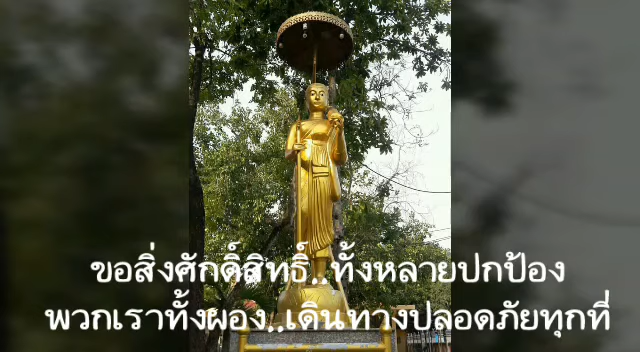 ขอสิ่งศักดิ์สิทธิ์..ทั้งหลายปกป้อง
พวกเราทั้งผอง..เดินทางปลอดภัยทุกที่